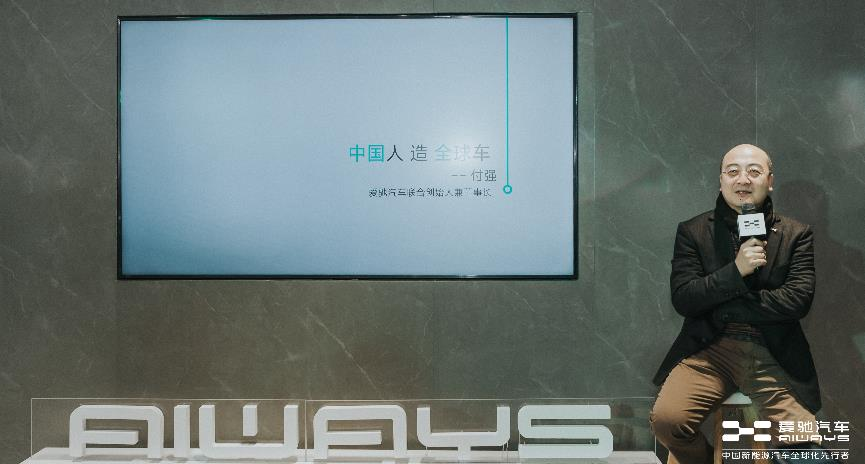 中国人 造 全球车
-- 付强
爱驰汽车联合创始人兼董事长
AIWAYS
爱驰汽车
AIWAYS
中国新能源汽车全球化先行者